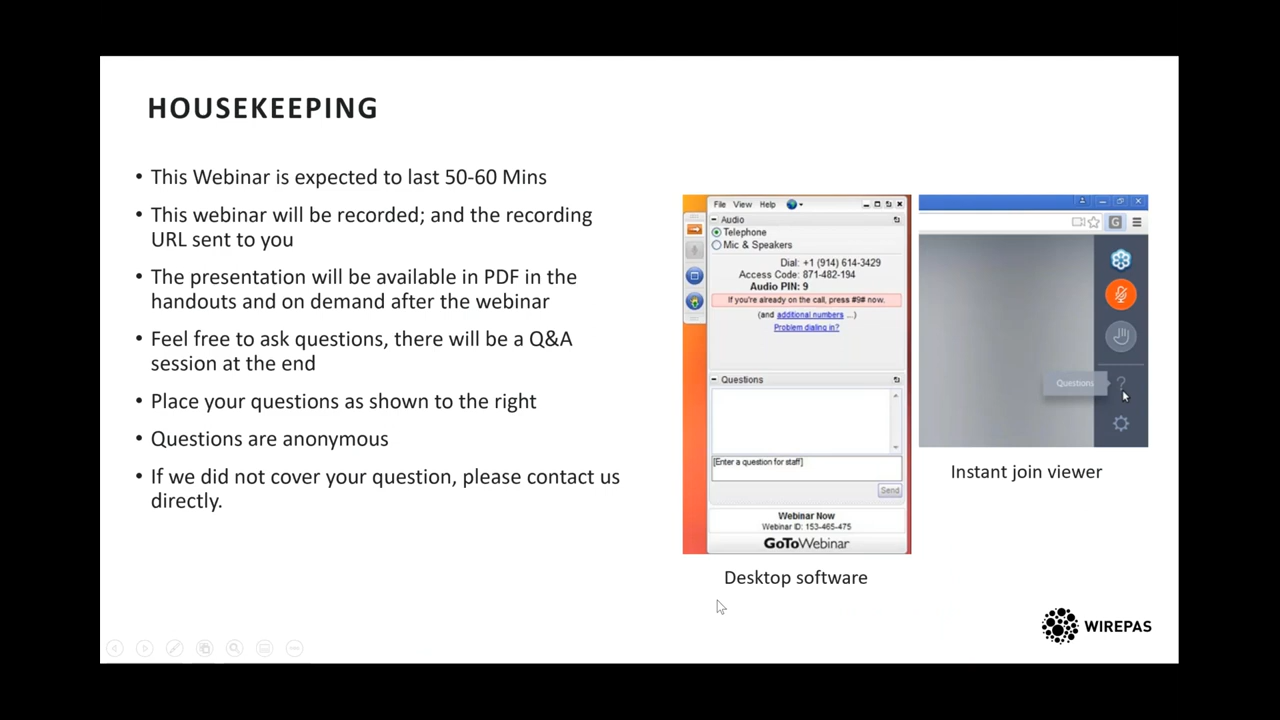 HOUSEKEEPING
• This Webinar is expected to last 50-60 Mins
• This webinar will be recorded; and the recording
URL sent to you
• The presentation will be available in PDF in the
handouts and on demand after the webinar
• Feel free to ask questions, there will be a Q&A
session at the end
• Place your questions as shown to the right
• Questions are anonymous
• If we did not cover your question, please contact us
directly.
File View Help
Audio
Telephone
Mic & Speakers
Dial: +1 (914) 614-3429
Access Code: 871-482-194
Audio PIN: 9
If you're already on the call, press #9# now.
(and additional numbers ...)
Problem dialing in?
Questions
[Enter a question for staff]
Send
Webinar Now
Webinar ID: 153-465-475
GoToWebinar
Desktop software
G
Questions
?
Instant join viewer
WIREPAS